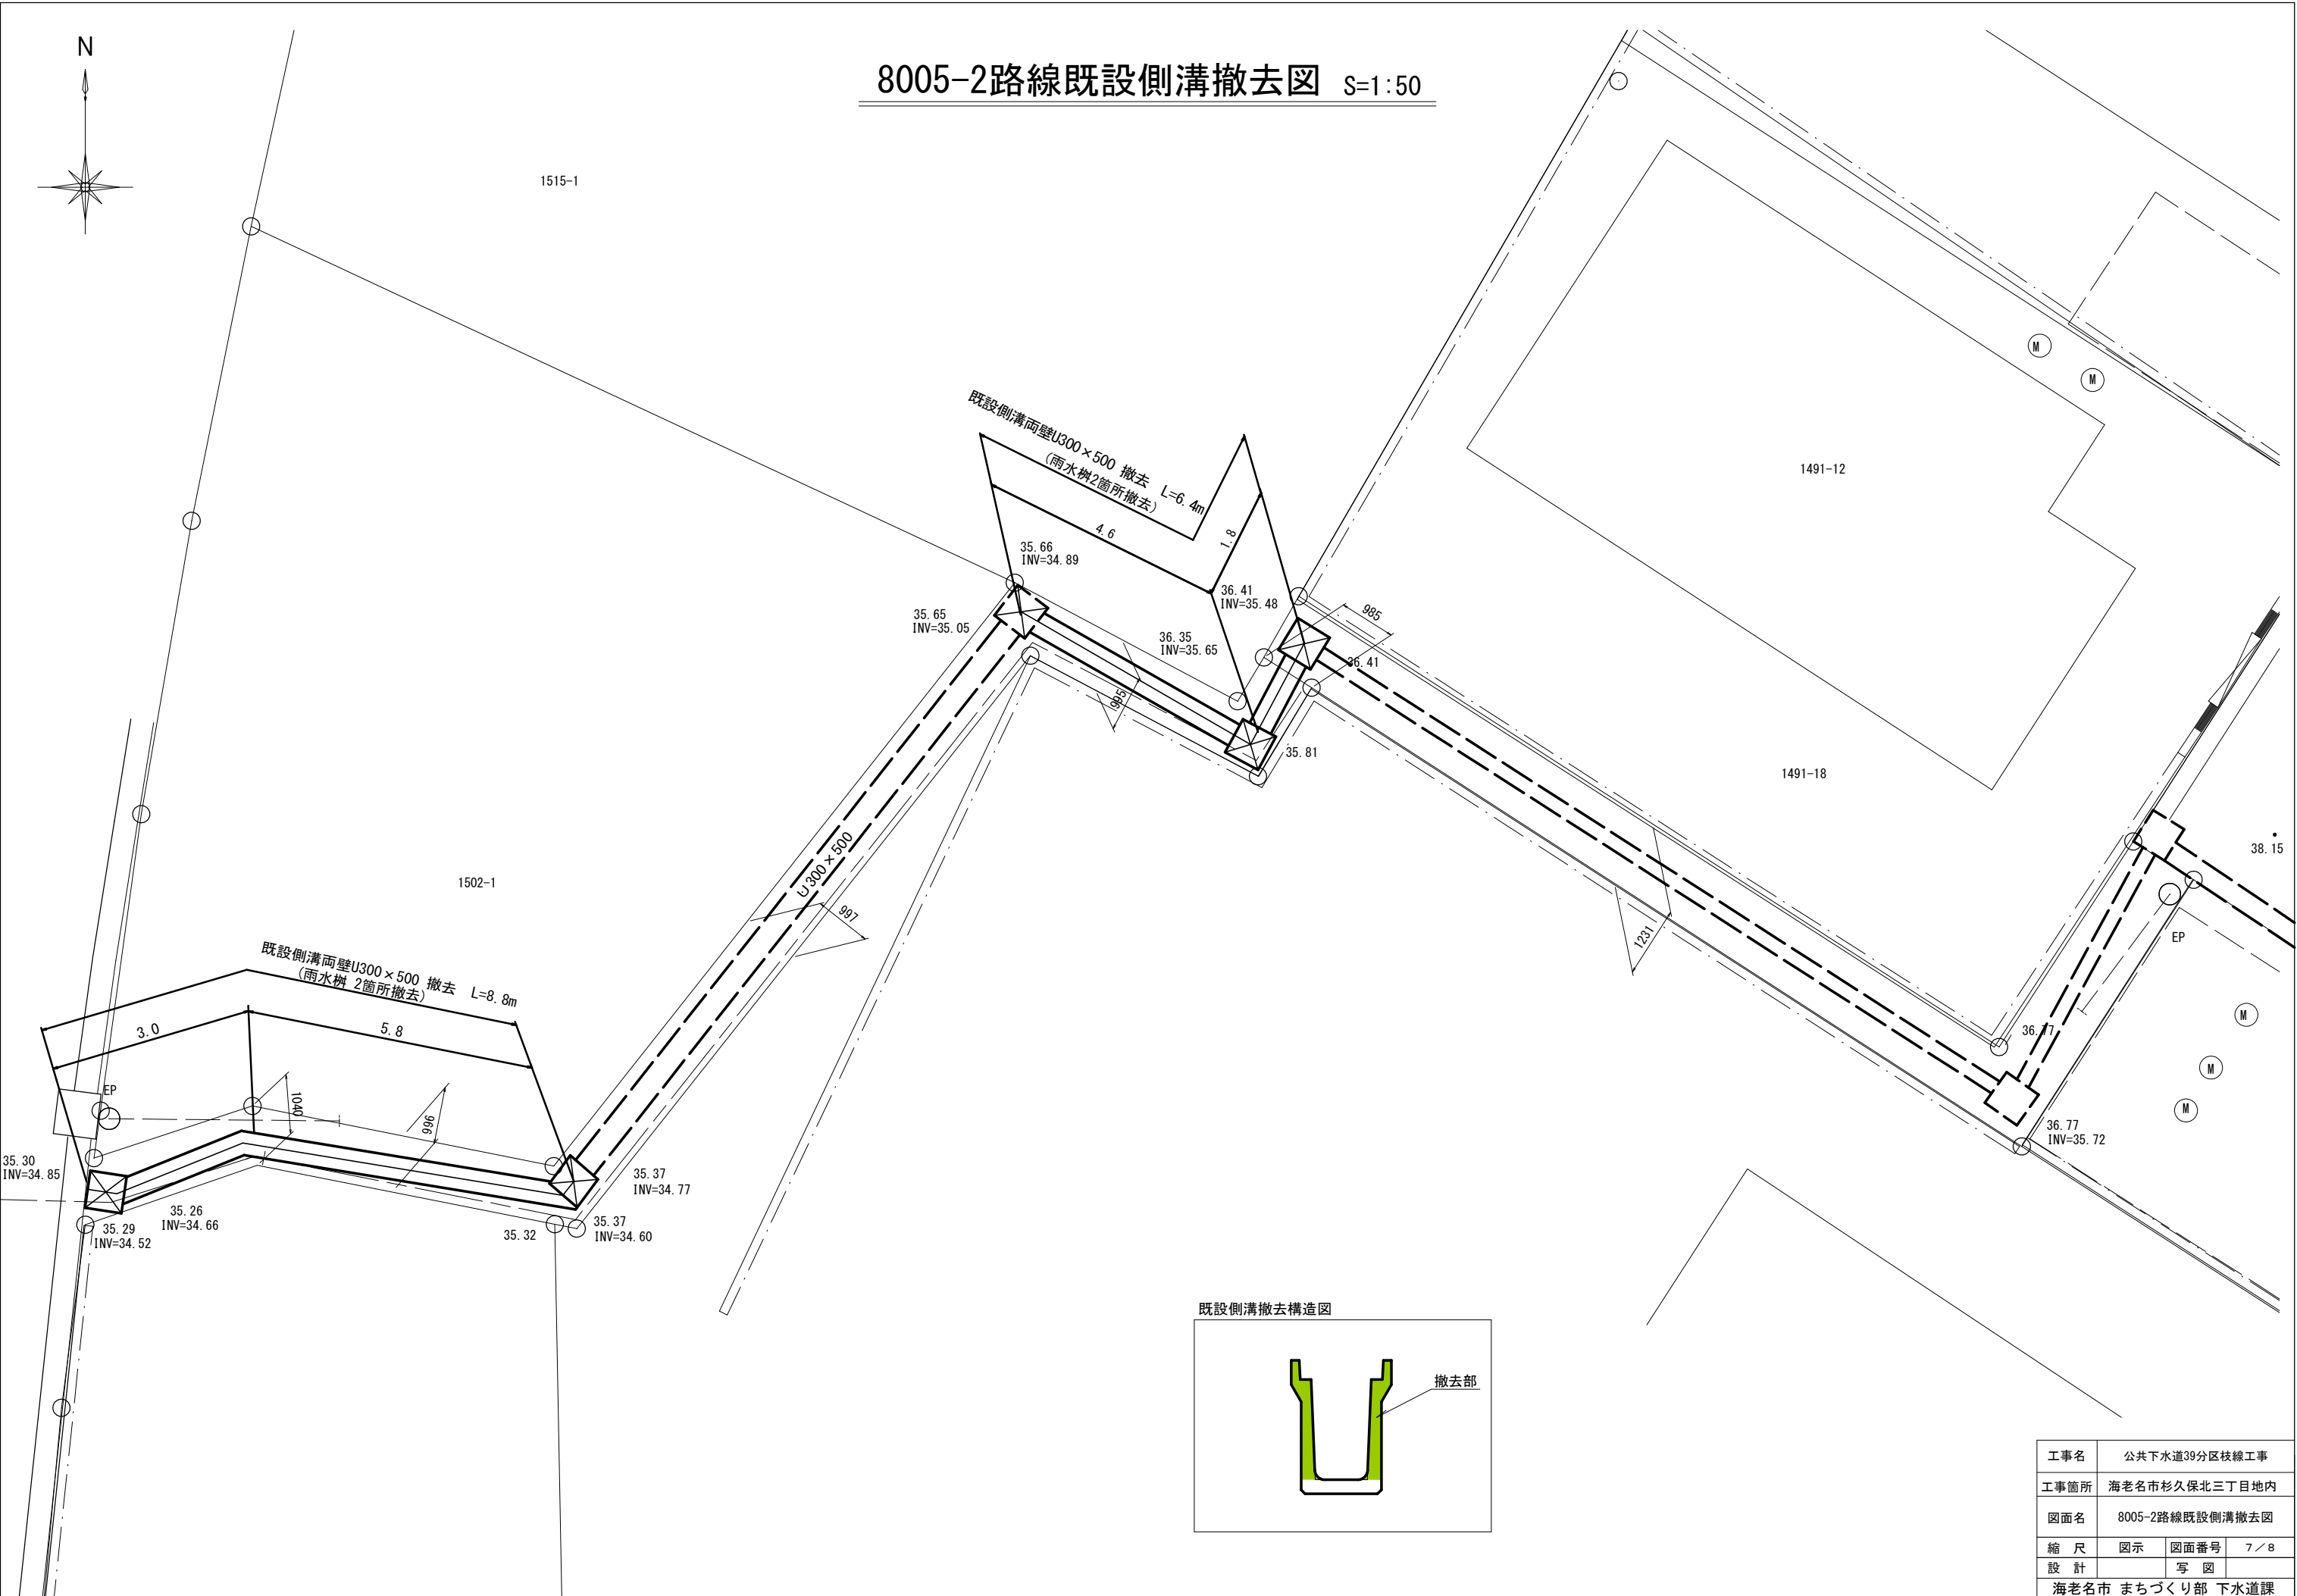 N
8005-2路線既設側溝撤去図 S=1:50
1515-1
M
M
1491-12
既設側溝両壁U300×500 撤去 L=6.4m
(雨水桝2箇所撤去)
4.6
1.8
35.66
INV=34.89
35.65
INV=35.05
36.41
INV=35.48
985
36.35
INV=35.65
36.41
995
35.81
1491-18
38.15
U300×500
1502-1
997
1231
EP
既設側溝両壁U300×500 撤去 L=8.8m
(雨水桝 2箇所撤去)
3.0
5.8
M
36.77
M
M
EP
1040
996
36.77
INV=35.72
35.30
INV=34.85
35.37
INV=34.77
35.26
INV=34.66
35.29
INV=34.52
35.32
35.37
INV=34.60
既設側溝撤去構造図
撤去部
工事名 公共下水道39分区枝線工事
工事箇所 海老名市杉久保北三丁目地内
図面名 8005-2路線既設側溝撤去図
縮 尺 図示 図面番号 7/8
設 計 写 図
海老名市 まちづくり部 下水道課